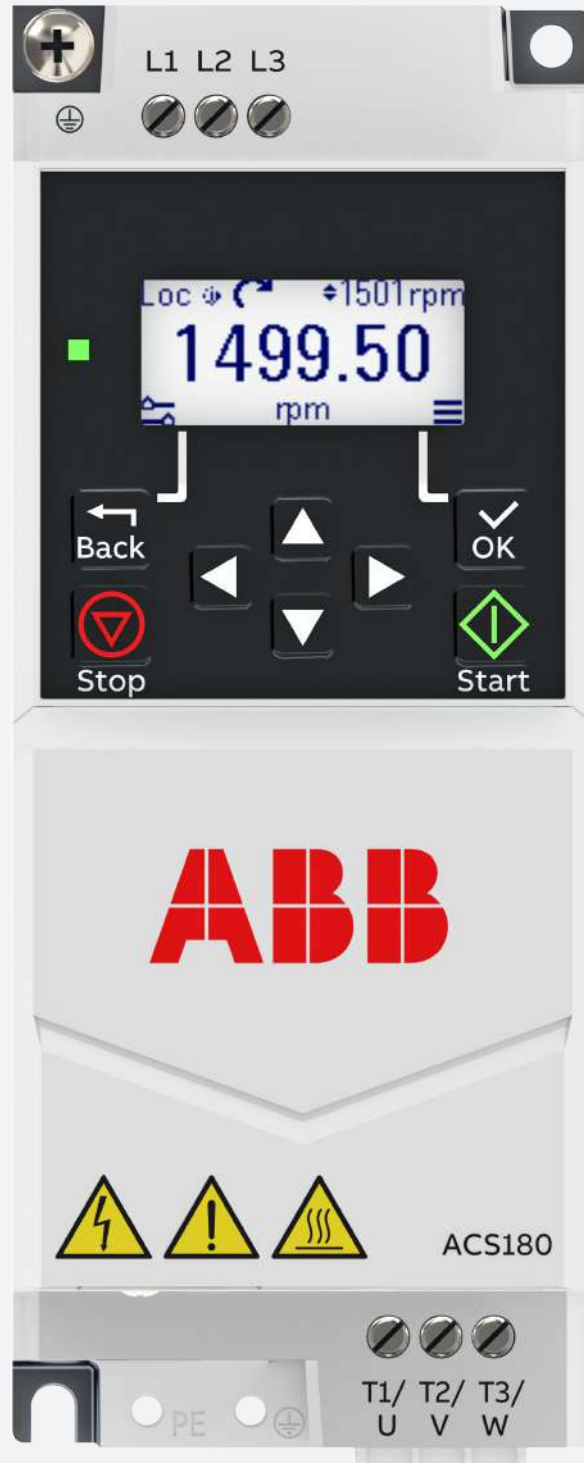 L1 L2 L3
Loc 1501rpm
1499.50
rpm
Back
OK
Stop
Start
ABB
ACS180
T1/ T2/ T3/
U V W
PE